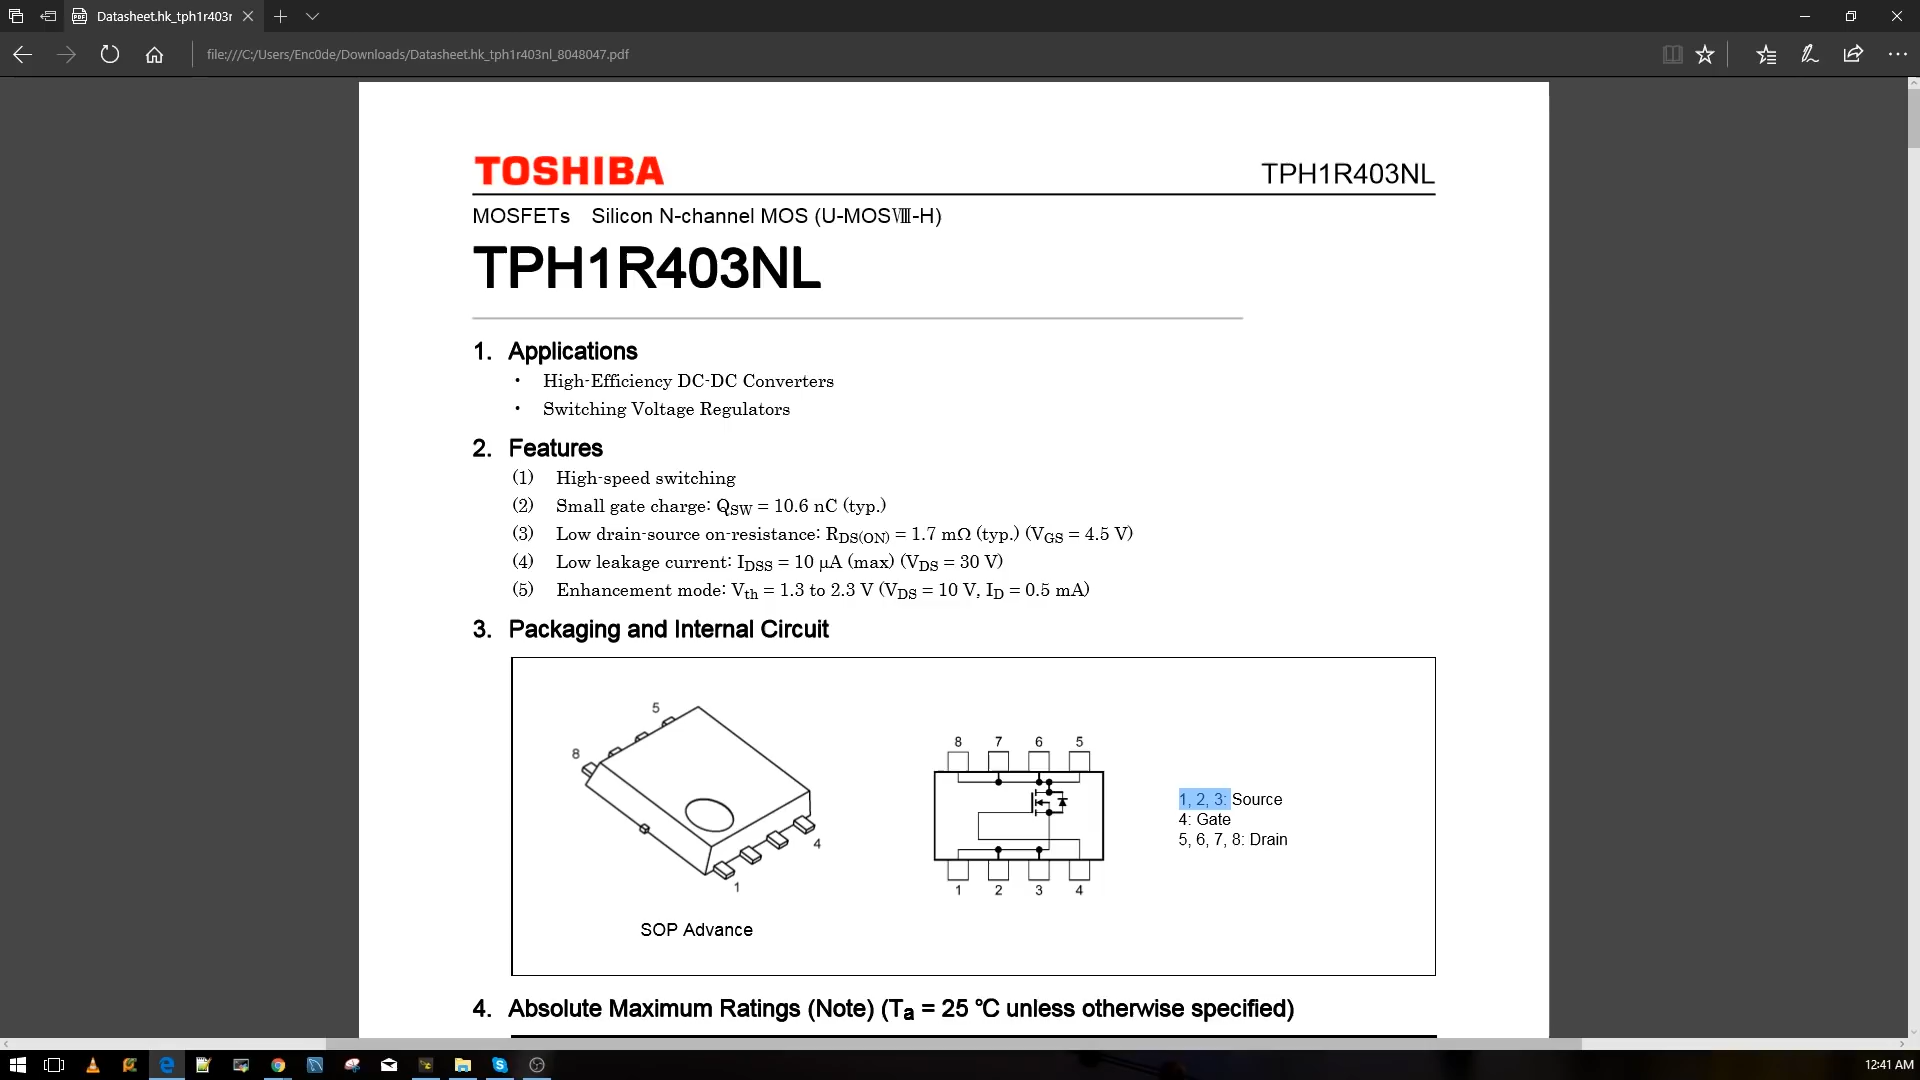 Datasheet.hk_tph1r403r
file:///C:/Users/Enc0de/Downloads/Datasheet.hk_tph1r403nl_8048047.pdf
TOSHIBA
TPH1R403NL
MOSFETs Silicon N-channel MOS (U-MOSⅧ-H)
TPH1R403NL
1. Applications
• High-Efficiency DC-DC Converters
• Switching Voltage Regulators
2. Features
(1) High-speed switching
(2) Small gate charge: QSW = 10.6 nC (typ.)
(3) Low drain-source on-resistance: RDS(ON) = 1.7 mΩ (typ.) (VGS = 4.5 V)
(4) Low leakage current: IDSS = 10 µA (max) (VDS = 30 V)
(5) Enhancement mode: Vth = 1.3 to 2.3 V (VDS = 10 V, ID = 0.5 mA)
3. Packaging and Internal Circuit
5
8
4
1
SOP Advance
8 7 6 5
1 2 3 4
1, 2, 3: Source
4: Gate
5, 6, 7, 8: Drain
4. Absolute Maximum Ratings (Note) (Ta = 25 ℃ unless otherwise specified)
12:41 AM